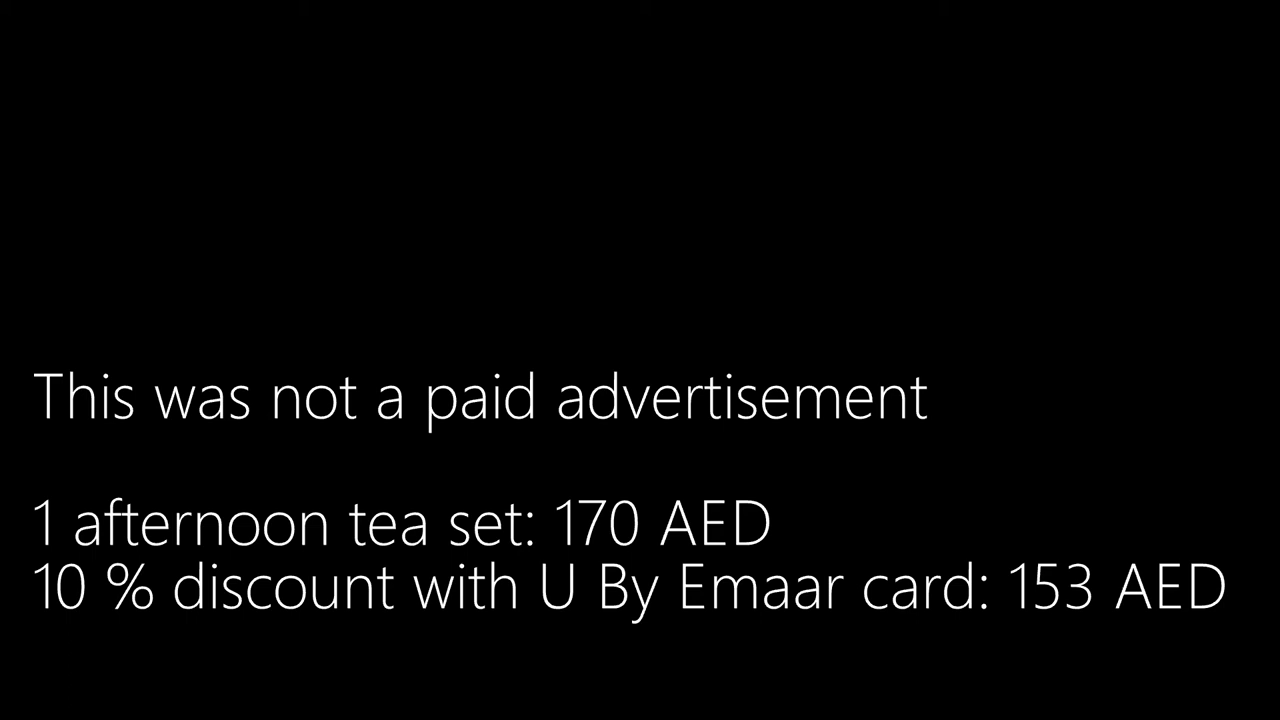 This was not a paid advertisement
1 afternoon tea set: 170 AED
10 % discount with U By Emaar card: 153 AED